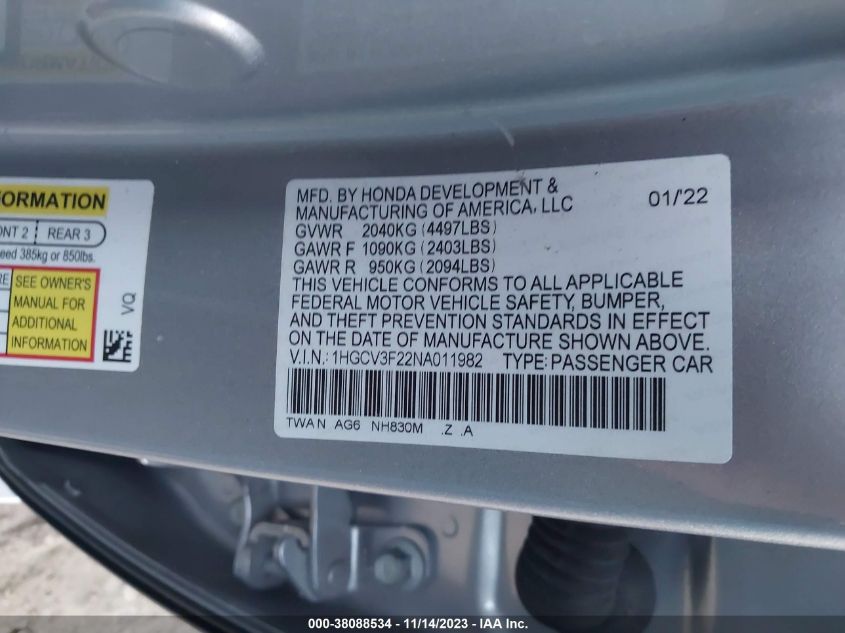 FORMATION
NT 2 REAR 3
eed 385kg or 850lbs.
RE
SEE OWNER'S
MANUAL FOR
ADDITIONAL
INFORMATION
VQ
MFD. BY HONDA DEVELOPMENT &
MANUFACTURING OF AMERICA, LLC 01/'22
GVWR 2040KG (4497LBS)
GAWR F 1090KG (2403LBS)
GAWR R 950KG (2094LBS)
THIS VEHICLE CONFORMS TO ALL APPLICABLE
FEDERAL MOTOR VEHICLE SAFETY, BUMPER,
AND THEFT PREVENTION STANDARDS IN EFFECT
ON THE DATE OF MANUFACTURE SHOWN ABOVE.
V.I.N.: 1HGCV3F22NA011982 TYPE: PASSENGER CAR
TWA N AG6 NH830M .Z .A
000-38088534 - 11/14/2023 - IAA Inc.